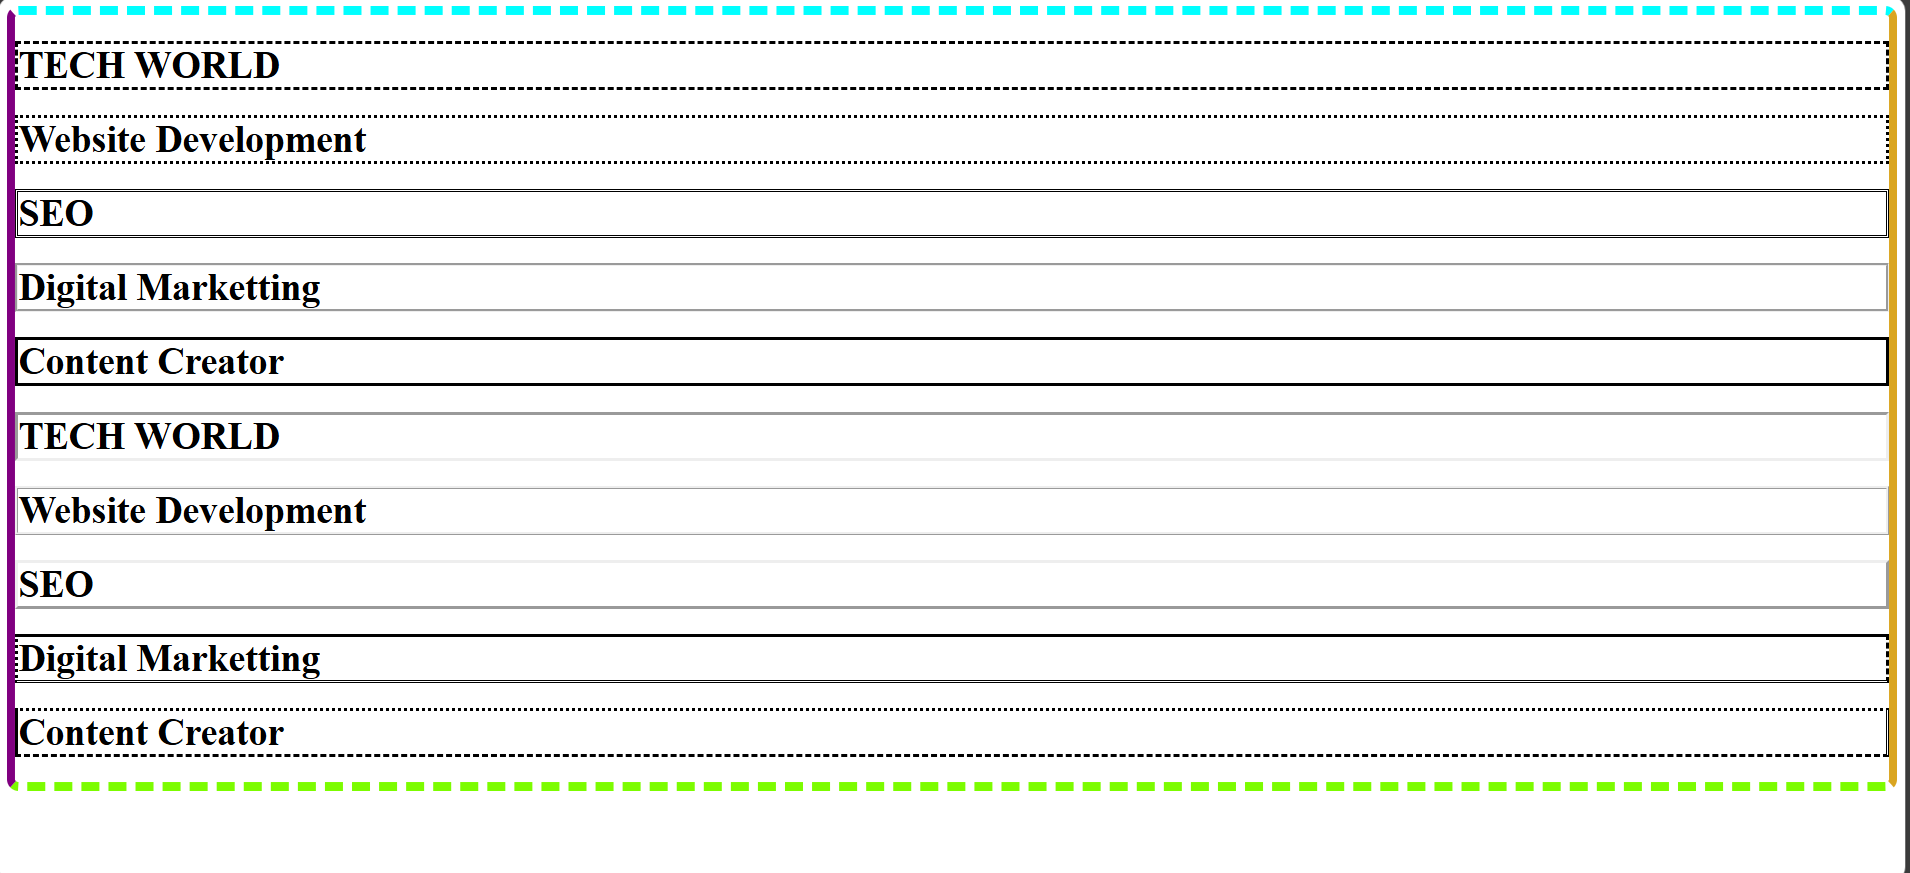 TECH WORLD
Website Development
SEO
Digital Marketting
Content Creator
TECH WORLD
Website Development
SEO
Digital Marketting
Content Creator